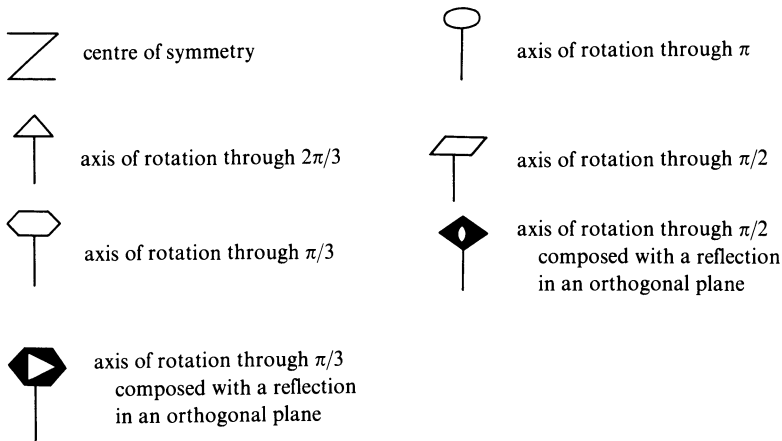 centre of symmetry
axis of rotation through π
axis of rotation through 2π/3
axis of rotation through π/2
axis of rotation through π/3
axis of rotation through π/2
composed with a reflection
in an orthogonal plane
axis of rotation through π/3
composed with a reflection
in an orthogonal plane